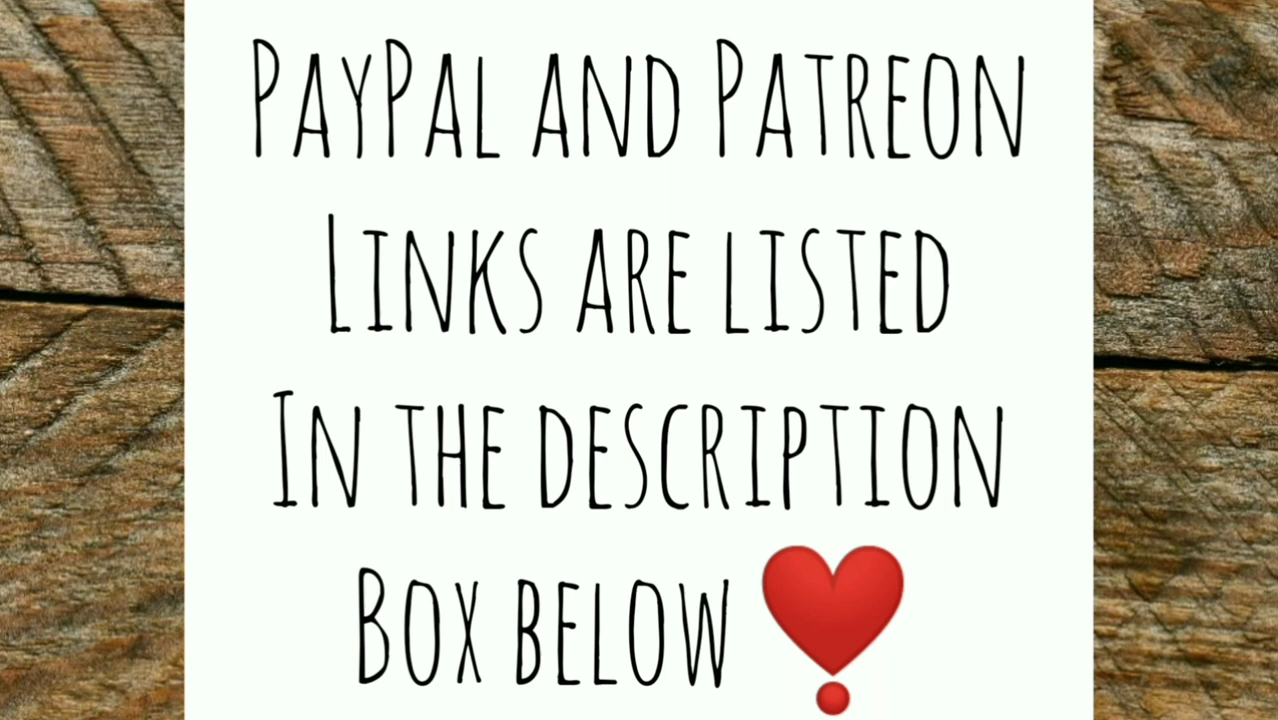 PayPal and Patreon
Links are listed
In the description
Box below ❣️